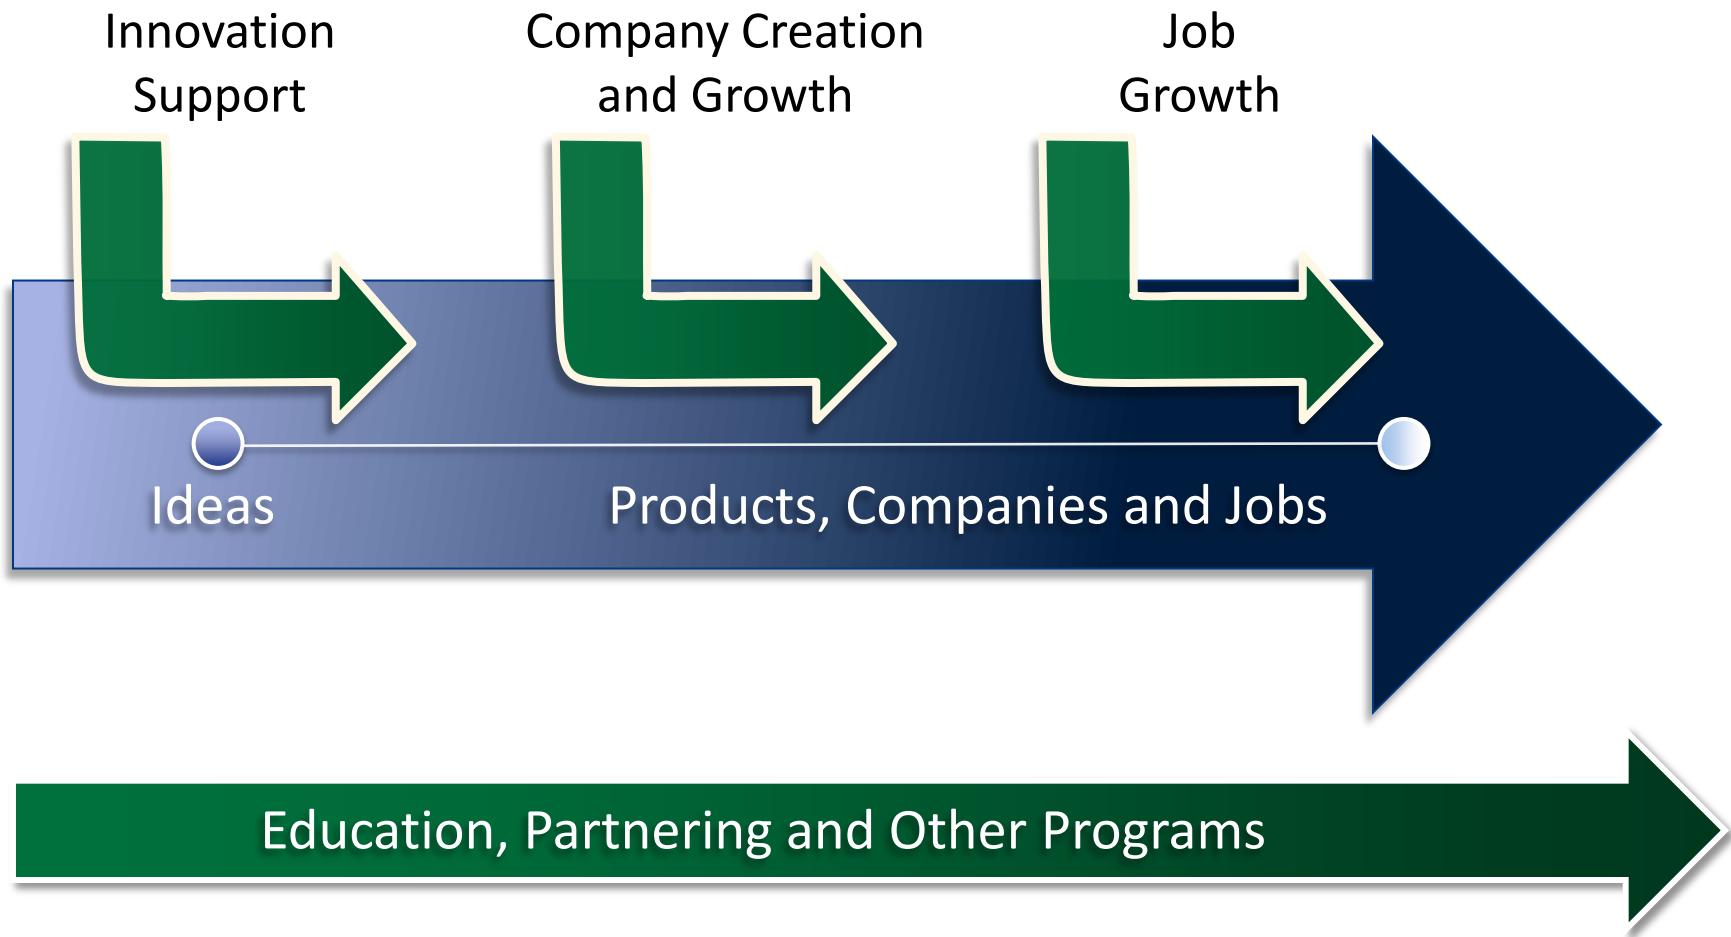 Innovation
Support
Company Creation
and Growth
Job
Growth
Ideas
Products, Companies and Jobs
Education, Partnering and Other Programs